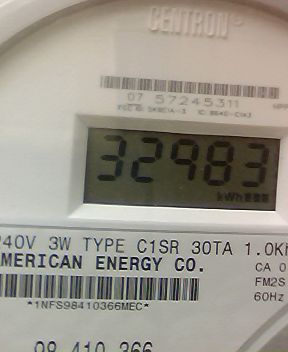 CENTRON
07 57245311
32983
kWh
240V 3W TYPE C1SR 30TA 1.0Kh
AMERICAN ENERGY CO.
CA 0
FM2S
60Hz
*1NFS98410366MEC*
98 410 366